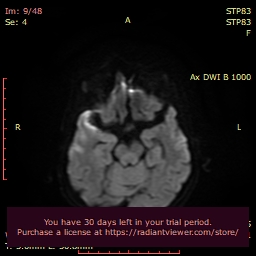 Im: 9/48
STP83
Se: 4
STP83
F
A
Ax DWI B 1000
R
L
You have 30 days left in your trial period.
Purchase a license at https://radiantviewer.com/store/